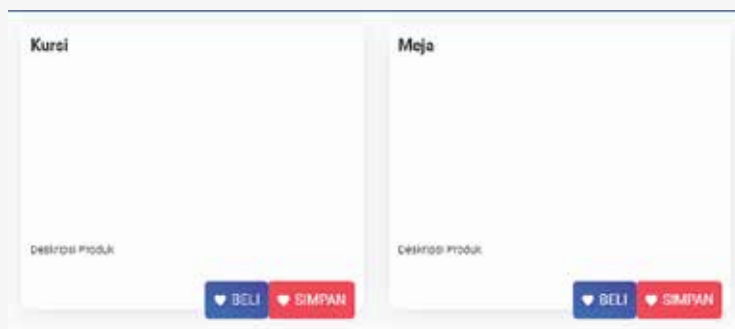 Kursi
Meja
Deskripsi Produk
Deskripsi Produk
BELI SIMPAN
BELI SIMPAN